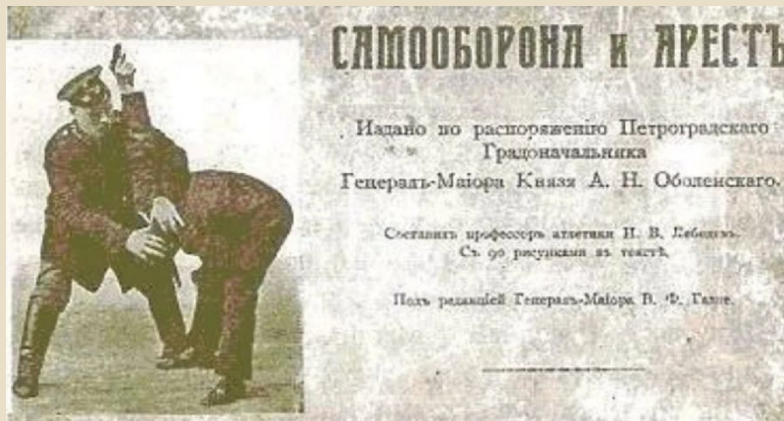 САМООБОРОНА и АРЕСТЪ
Издано по распоряженію Петроградскаго
Градоначальника
Генералъ-Маіора Князя А. Н. Оболенскаго.
Составилъ профессоръ атлетики И. В. Лебедевъ.
Съ 90 рисунками въ текстѣ.
Подъ редакціей Генералъ-Маіора В. Ф. Галле.